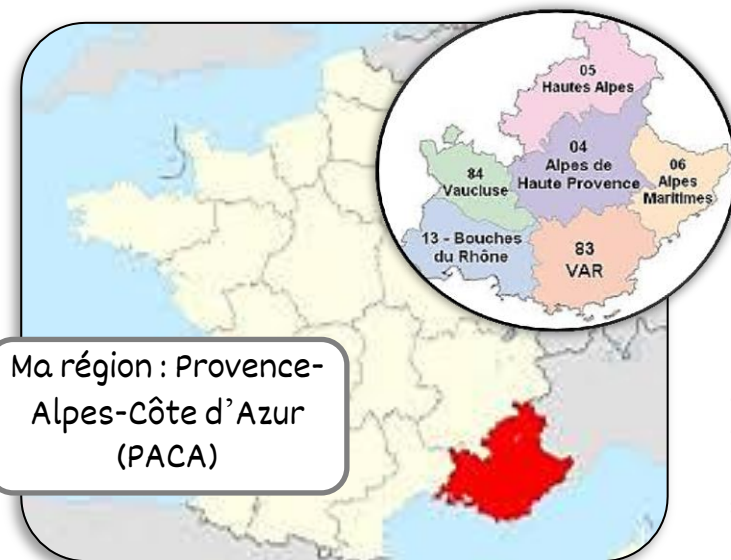 05
Hautes Alpes
04
Alpes de
Haute Provence
06
Alpes
Maritimes
84
Vaucluse
13 - Bouches
du Rhône
83
VAR
Ma région : Provence-
Alpes-Côte d’Azur
(PACA)